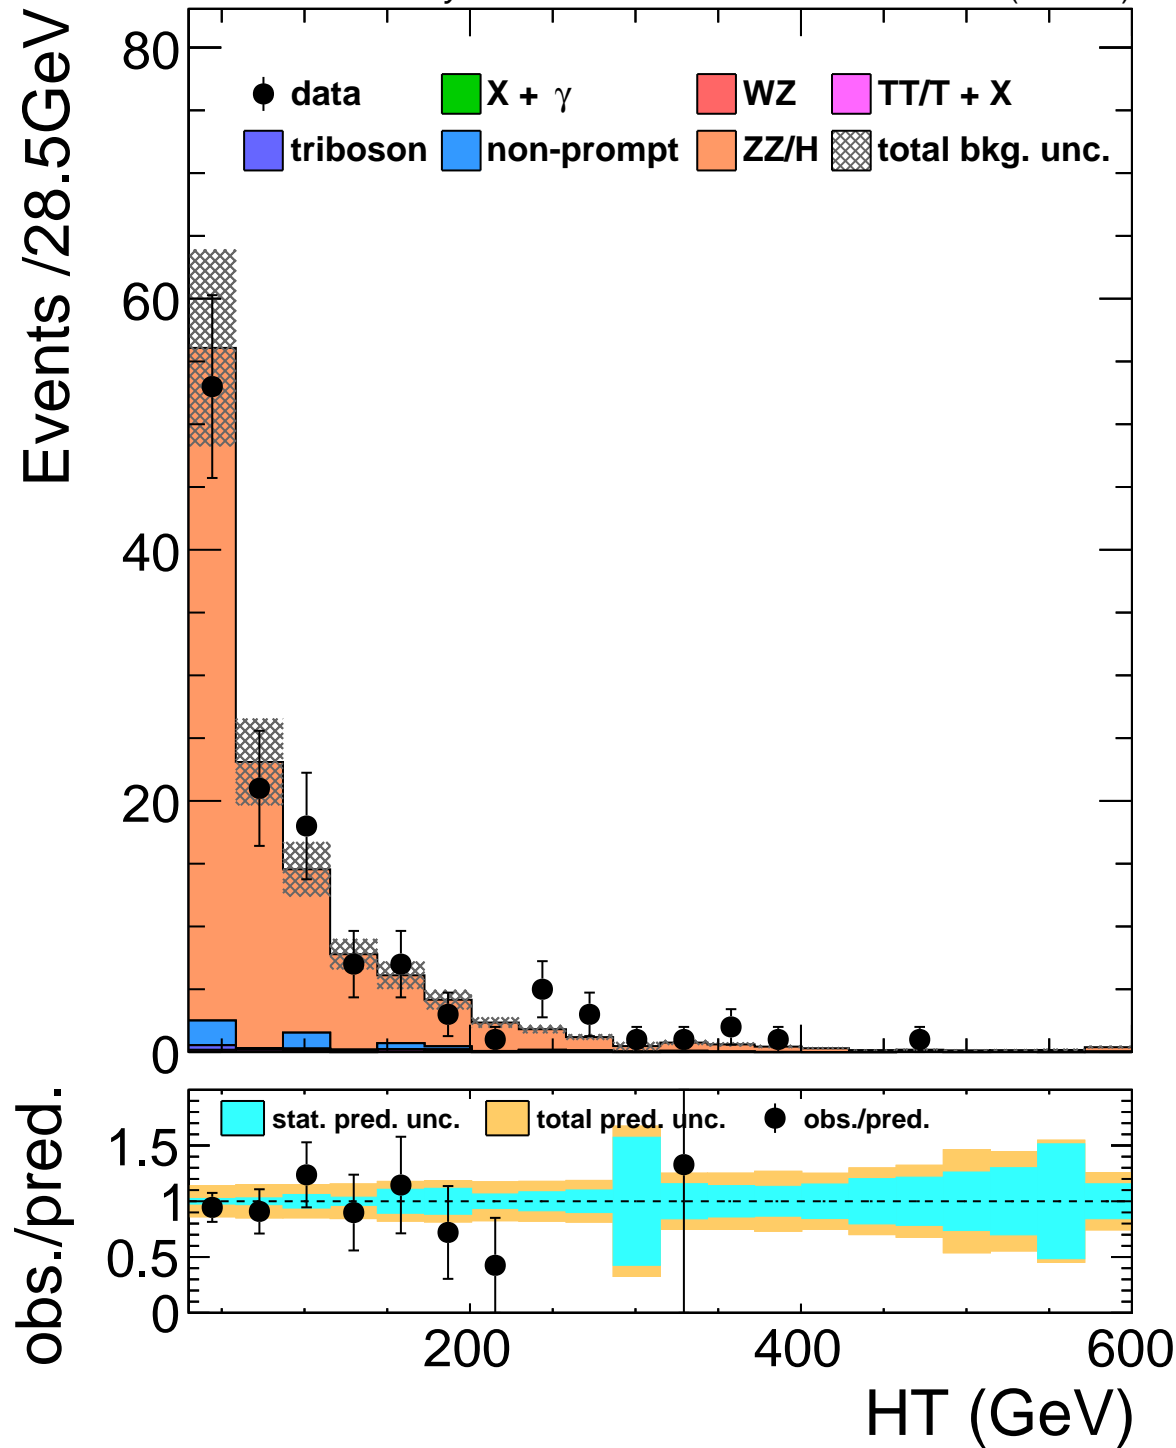 Events /28.5GeV
80
60
40
20
0
data
X + γ
WZ
TT/T + X
triboson
non-prompt
ZZ/H
total bkg. unc.
obs./pred.
1.5
1
0.5
0
stat. pred. unc.
total pred. unc.
obs./pred.
200
400
600
HT (GeV)